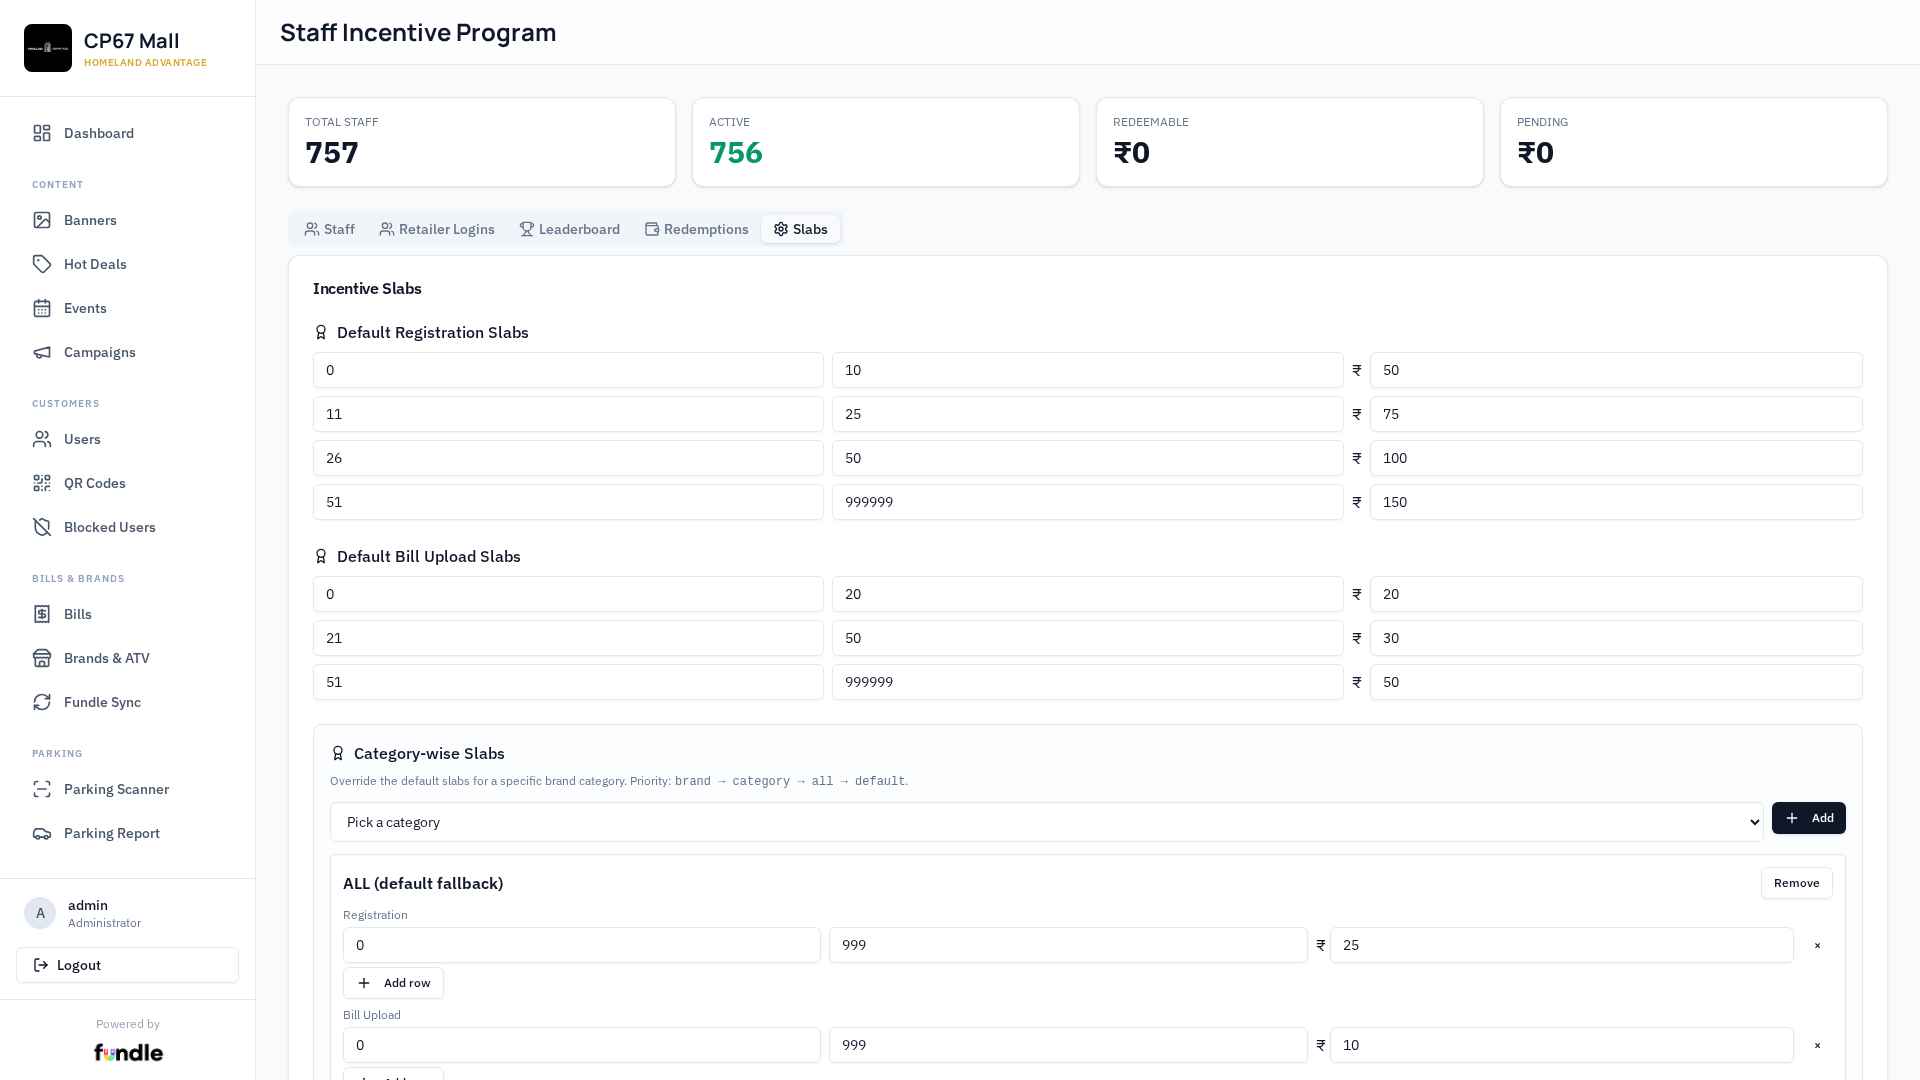 CP67 Mall
HOMELAND ADVANTAGE
Dashboard
CONTENT
Banners
Hot Deals
Events
Campaigns
CUSTOMERS
Users
QR Codes
Blocked Users
BILLS & BRANDS
Bills
Brands & ATV
Fundle Sync
PARKING
Parking Scanner
Parking Report
A
admin
Administrator
Logout
Powered by
fundle
Staff Incentive Program
TOTAL STAFF
757
ACTIVE
756
REDEEMABLE
₹0
PENDING
₹0
Staff
Retailer Logins
Leaderboard
Redemptions
Slabs
Incentive Slabs
Default Registration Slabs
0 10 ₹ 50
11 25 ₹ 75
26 50 ₹ 100
51 999999 ₹ 150
Default Bill Upload Slabs
0 20 ₹ 20
21 50 ₹ 30
51 999999 ₹ 50
Category-wise Slabs
Override the default slabs for a specific brand category. Priority: brand → category → all → default.
Pick a category
+ Add
ALL (default fallback)
Remove
Registration
0 999 ₹ 25 ×
+ Add row
Bill Upload
0 999 ₹ 10 ×